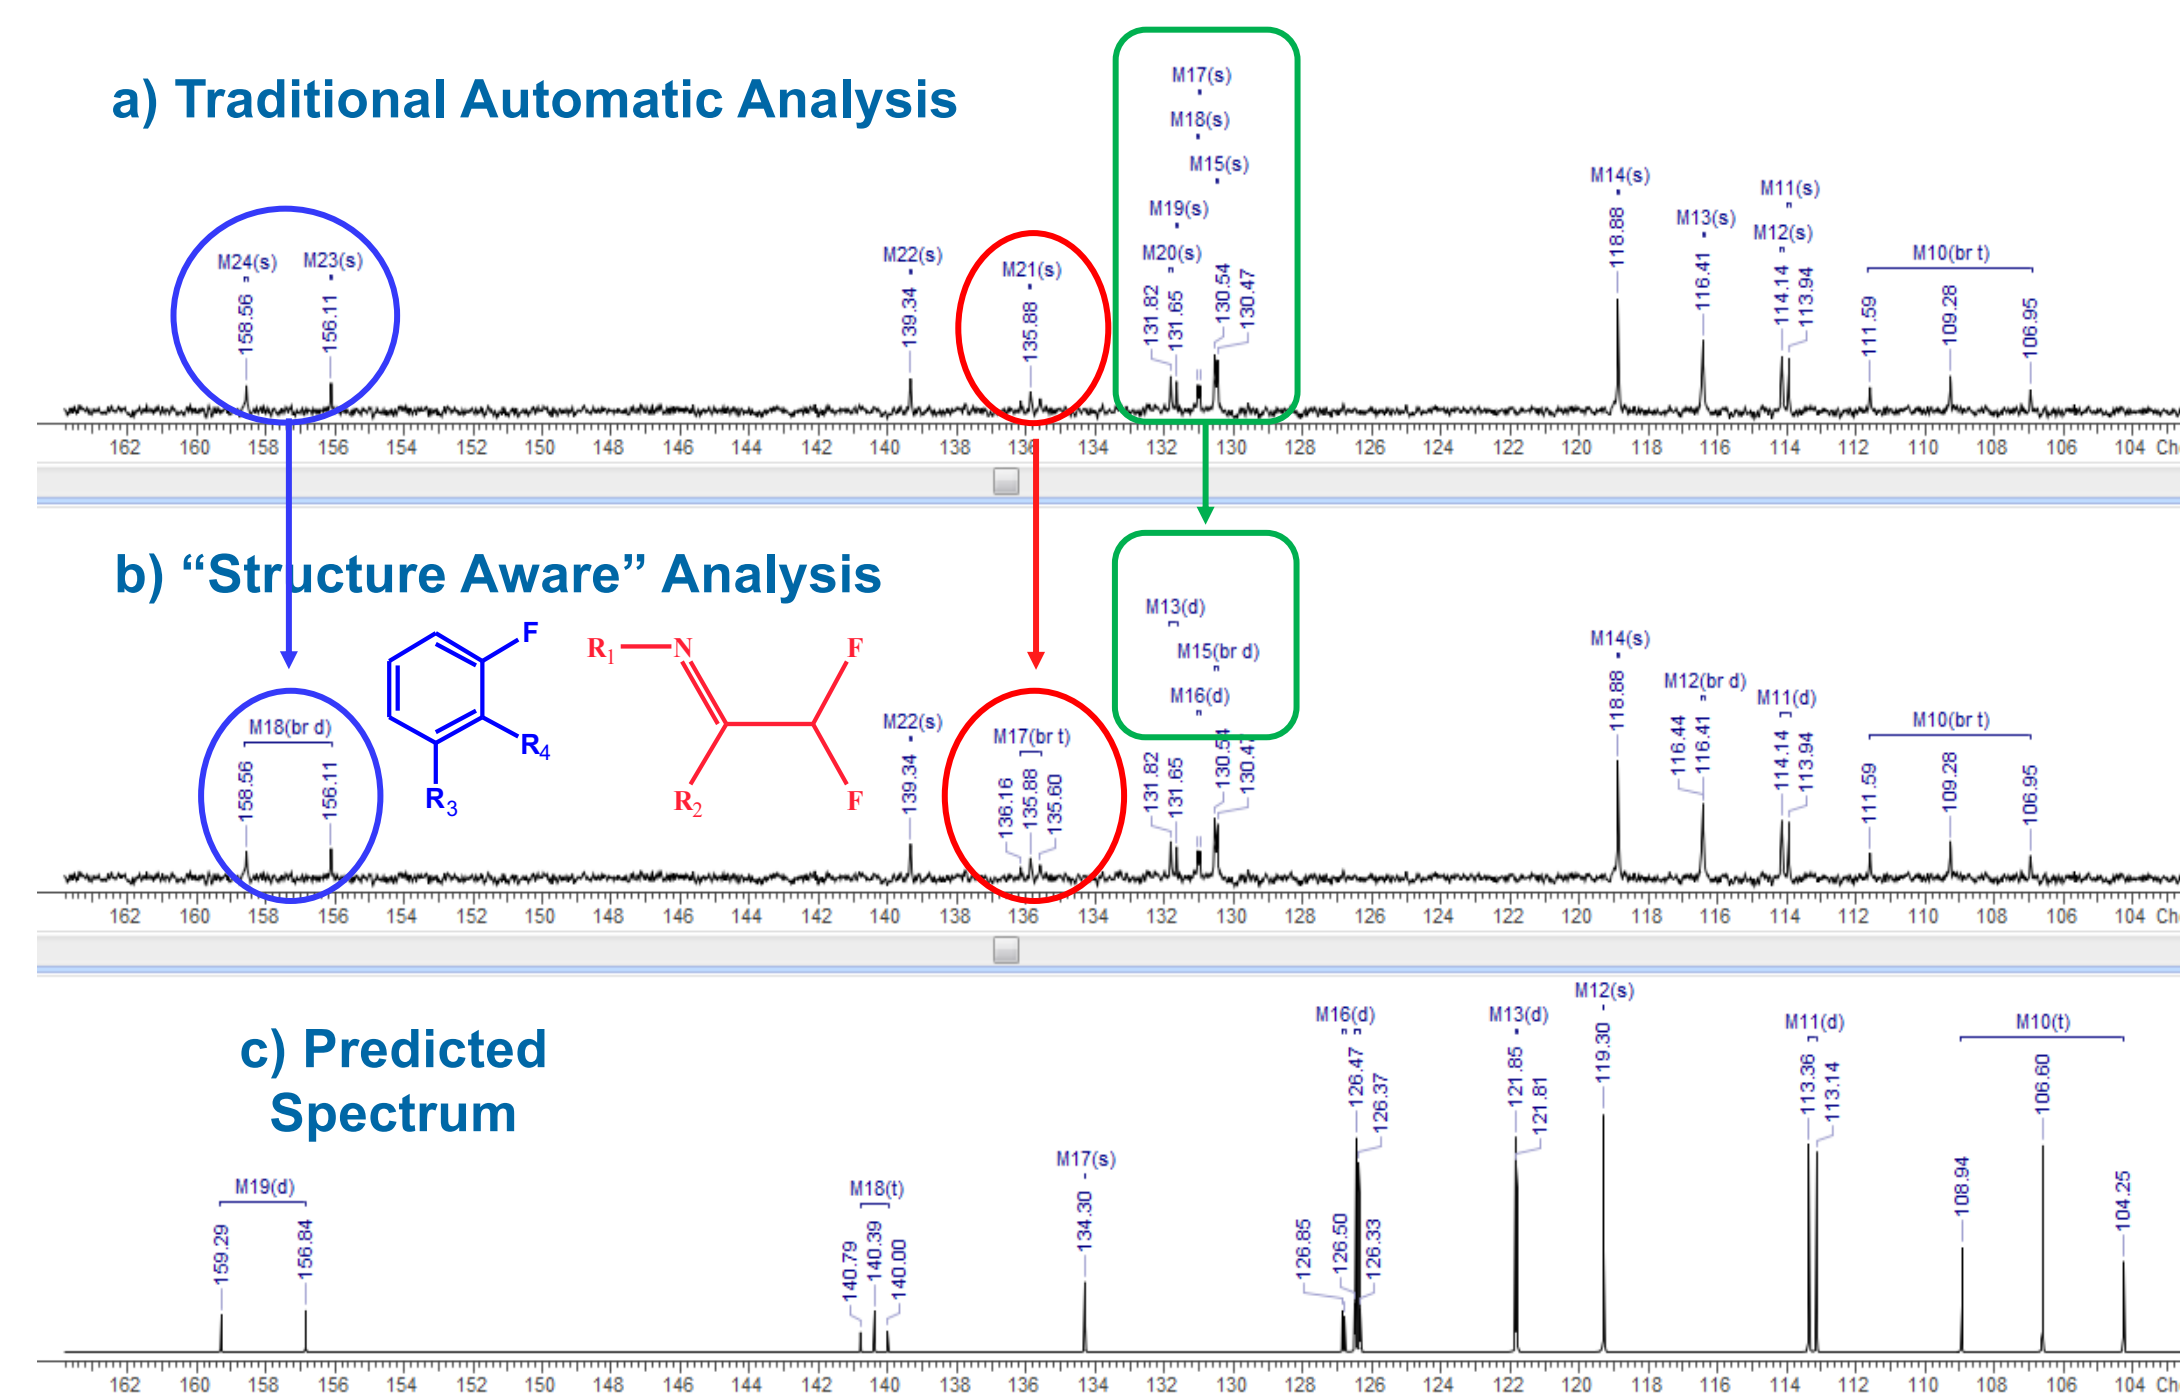 a) Traditional Automatic Analysis
M24(s)
M23(s)
158.56
156.11
M22(s)
139.34
M21(s)
135.88
M17(s)
M18(s)
M15(s)
M19(s)
M20(s)
131.82
131.65
130.54
130.47
M14(s)
118.88
M13(s)
116.41
M11(s)
M12(s)
114.14
113.94
M10(br t)
111.59
109.28
106.95
162 160 158 156 154 152 150 148 146 144 142 140 138 136 134 132 130 128 126 124 122 120 118 116 114 112 110 108 106 104 Ch
b) “Structure Aware” Analysis
M18(br d)
158.56
156.11
F
R4
R3
R1
N
F
R2
F
M22(s)
139.34
M17(br t)
136.16
135.88
135.60
M13(d)
M15(br d)
M16(d)
131.82
131.65
130.54
130.47
M14(s)
118.88
M12(br d)
116.44
116.41
M11(d)
114.14
113.94
M10(br t)
111.59
109.28
106.95
162 160 158 156 154 152 150 148 146 144 142 140 138 136 134 132 130 128 126 124 122 120 118 116 114 112 110 108 106 104 Ch
c) Predicted
Spectrum
M19(d)
159.29
156.84
M18(t)
140.79
140.39
140.00
M17(s)
134.30
M16(d)
126.85
126.50
126.47
126.37
126.33
M13(d)
121.85
121.81
M12(s)
119.30
M11(d)
113.36
113.14
M10(t)
108.94
106.60
104.25
162 160 158 156 154 152 150 148 146 144 142 140 138 136 134 132 130 128 126 124 122 120 118 116 114 112 110 108 106 104 Ch